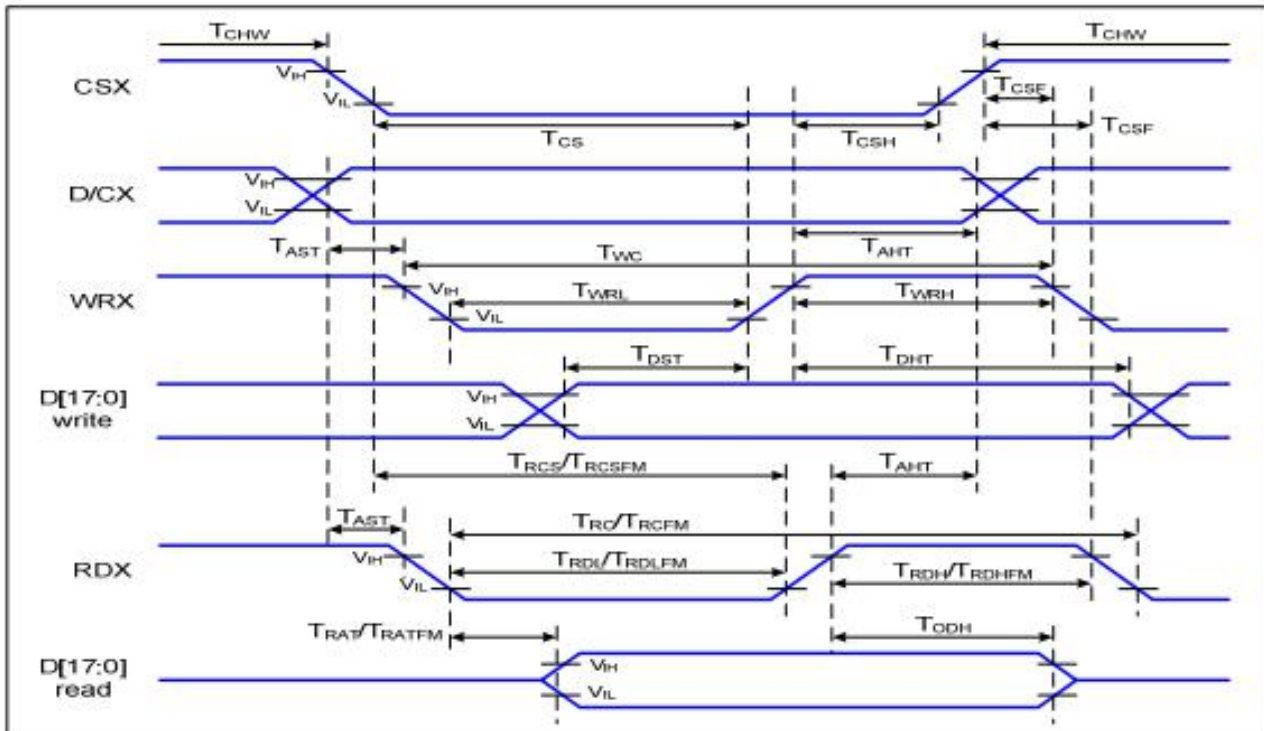 TCHW TCHW
CSX VIH TCSF
VIL TCSF
TCS TCSH
D/CX VIH
VIL
TAST TWC TAHT
WRX VIH TWRL TWRH
VIL
TDST TDHT
D[17:0] VIH
write VIL
TRCS/TRCSFM TAHT
TAST TRC/TRCFM
RDX VIH TRDL/TRDLFM TRDH/TRDHFM
VIL
TRAT/TRATFM TODH
D[17:0] VIH
read VIL